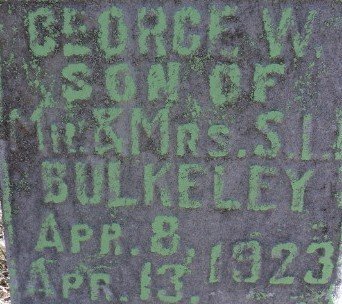 GEORGE W.
SON OF
MR.& MRS. S. L.
BULKELEY
APR. 8,
APR. 13, 1923